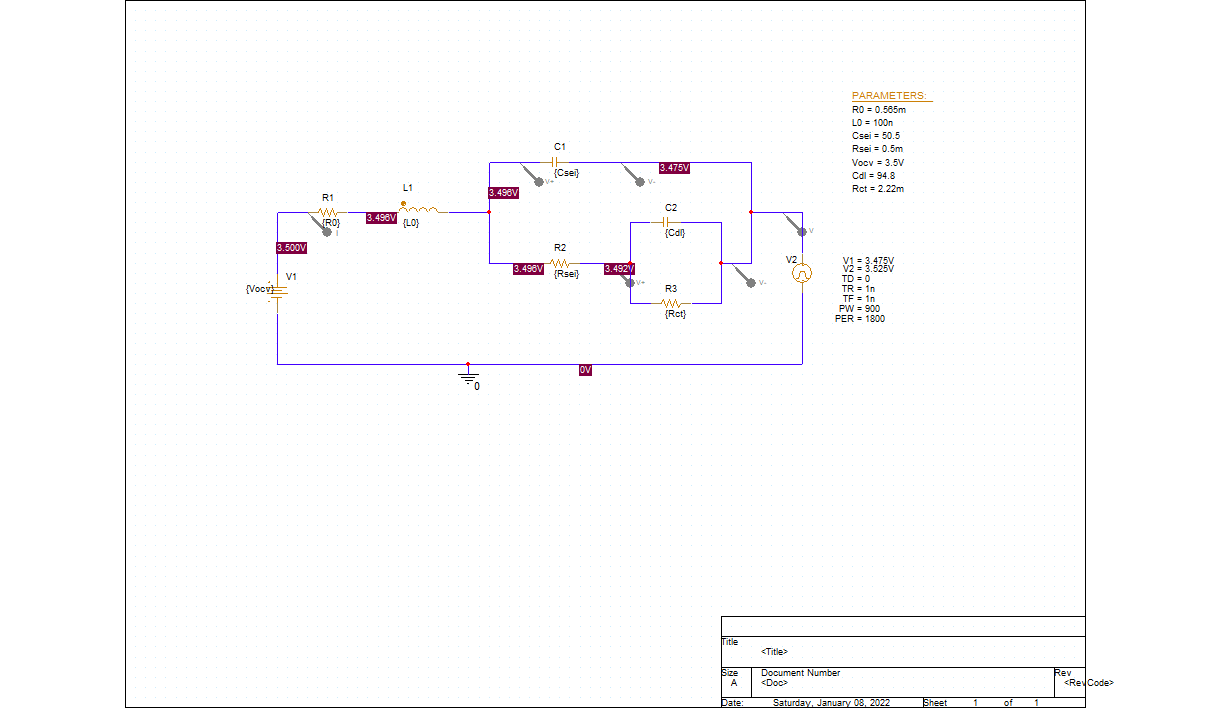 PARAMETERS:
R0 = 0.565m
L0 = 100n
Csei = 50.5
Rsei = 0.5m
Vocv = 3.5V
Cdl = 94.8
Rct = 2.22m
C1
{Csei}
V+
V-
3.475V
3.496V
L1
{L0}
R1
{R0}
I
3.496V
C2
{Cdl}
V
3.500V
R2
{Rsei}
3.496V
3.492V
V+
V-
R3
{Rct}
V1
{Vocv}
V2
V1 = 3.475V
V2 = 3.525V
TD = 0
TR = 1n
TF = 1n
PW = 900
PER = 1800
0V
0
Title
<Title>
Size
A
Document Number
<Doc>
Rev
<RevCode>
Date:
Saturday, January 08, 2022
Sheet 1 of 1